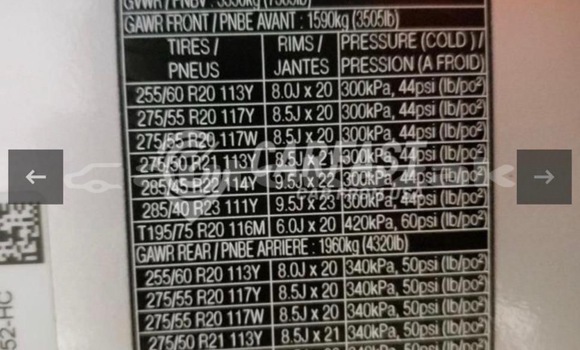 GVWR / PNBV :
GAWR FRONT / PNBE AVANT : 1590kg (3505lb)
TIRES / RIMS / PRESSURE (COLD ) /
PNEUS JANTES PRESSION (A FROID)
255/60 R20 113Y 8.0J x 20 300kPa, 44psi (lb/po²)
275/55 R20 117Y 8.5J x 20 300kPa, 44psi (lb/po²)
275/55 R20 117W 8.5J x 20 300kPa, 44psi (lb/po²)
275/50 R21 113Y 8.5J x 21 300kPa, 44psi (lb/po²)
285/45 R22 114Y 9.5J x 22 300kPa, 44psi (lb/po²)
285/40 R23 111Y 9.5J x 23 300kPa, 44psi (lb/po²)
T195/75 R20 116M 6.0J x 20 420kPa, 60psi (lb/po²)
GAWR REAR / PNBE ARRIERE : 1960kg (4320lb)
255/60 R20 113Y 8.0J x 20 340kPa, 50psi (lb/po²)
275/55 R20 117Y 8.5J x 20 340kPa, 50psi (lb/po²)
275/55 R20 117W 8.5J x 20 340kPa, 50psi (lb/po²)
275/50 R21 113Y 8.5J x 21 340kPa, 50psi (lb/po²)
52-HC